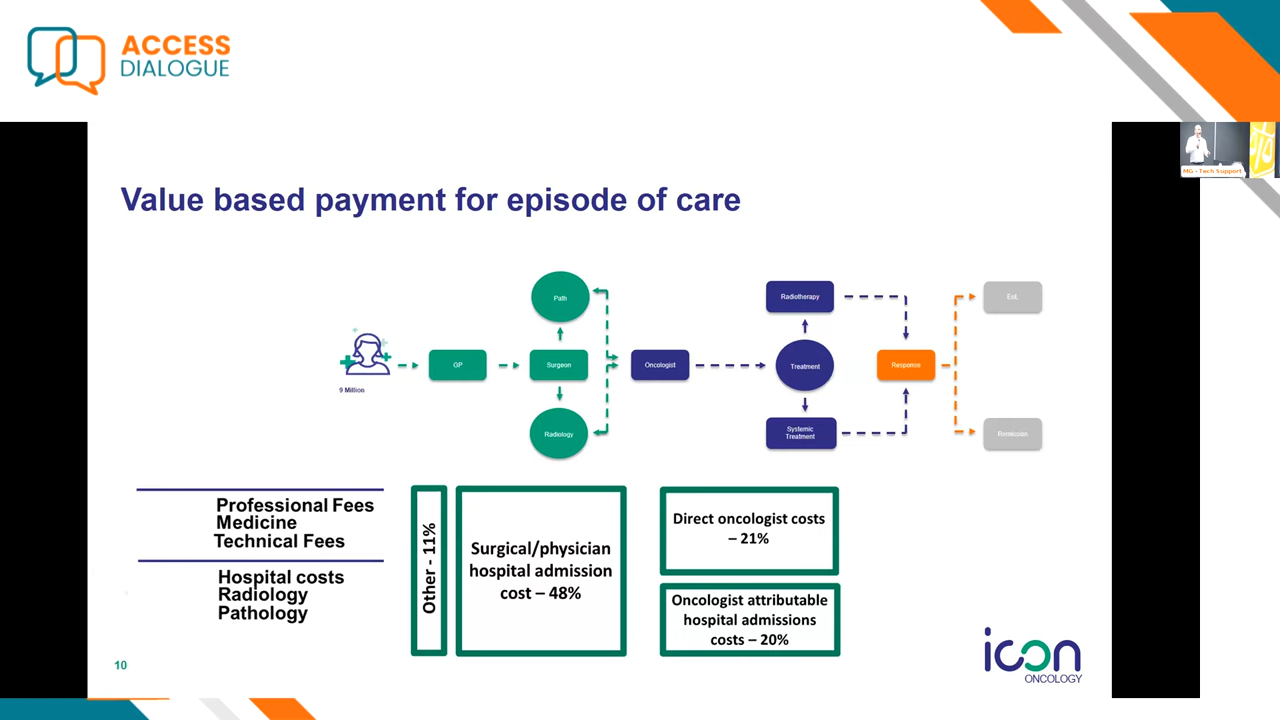 ACCESS
DIALOGUE
MG - Tech Support
Value based payment for episode of care
Path
Radiotherapy
EoL
9 Million
GP
Surgeon
Oncologist
Treatment
Response
Radiology
Systemic
Treatment
Remission
Professional Fees
Medicine
Technical Fees
Hospital costs
Radiology
Pathology
Other - 11%
Surgical/physician
hospital admission
cost – 48%
Direct oncologist costs
– 21%
Oncologist attributable
hospital admissions
costs – 20%
10
icon
ONCOLOGY